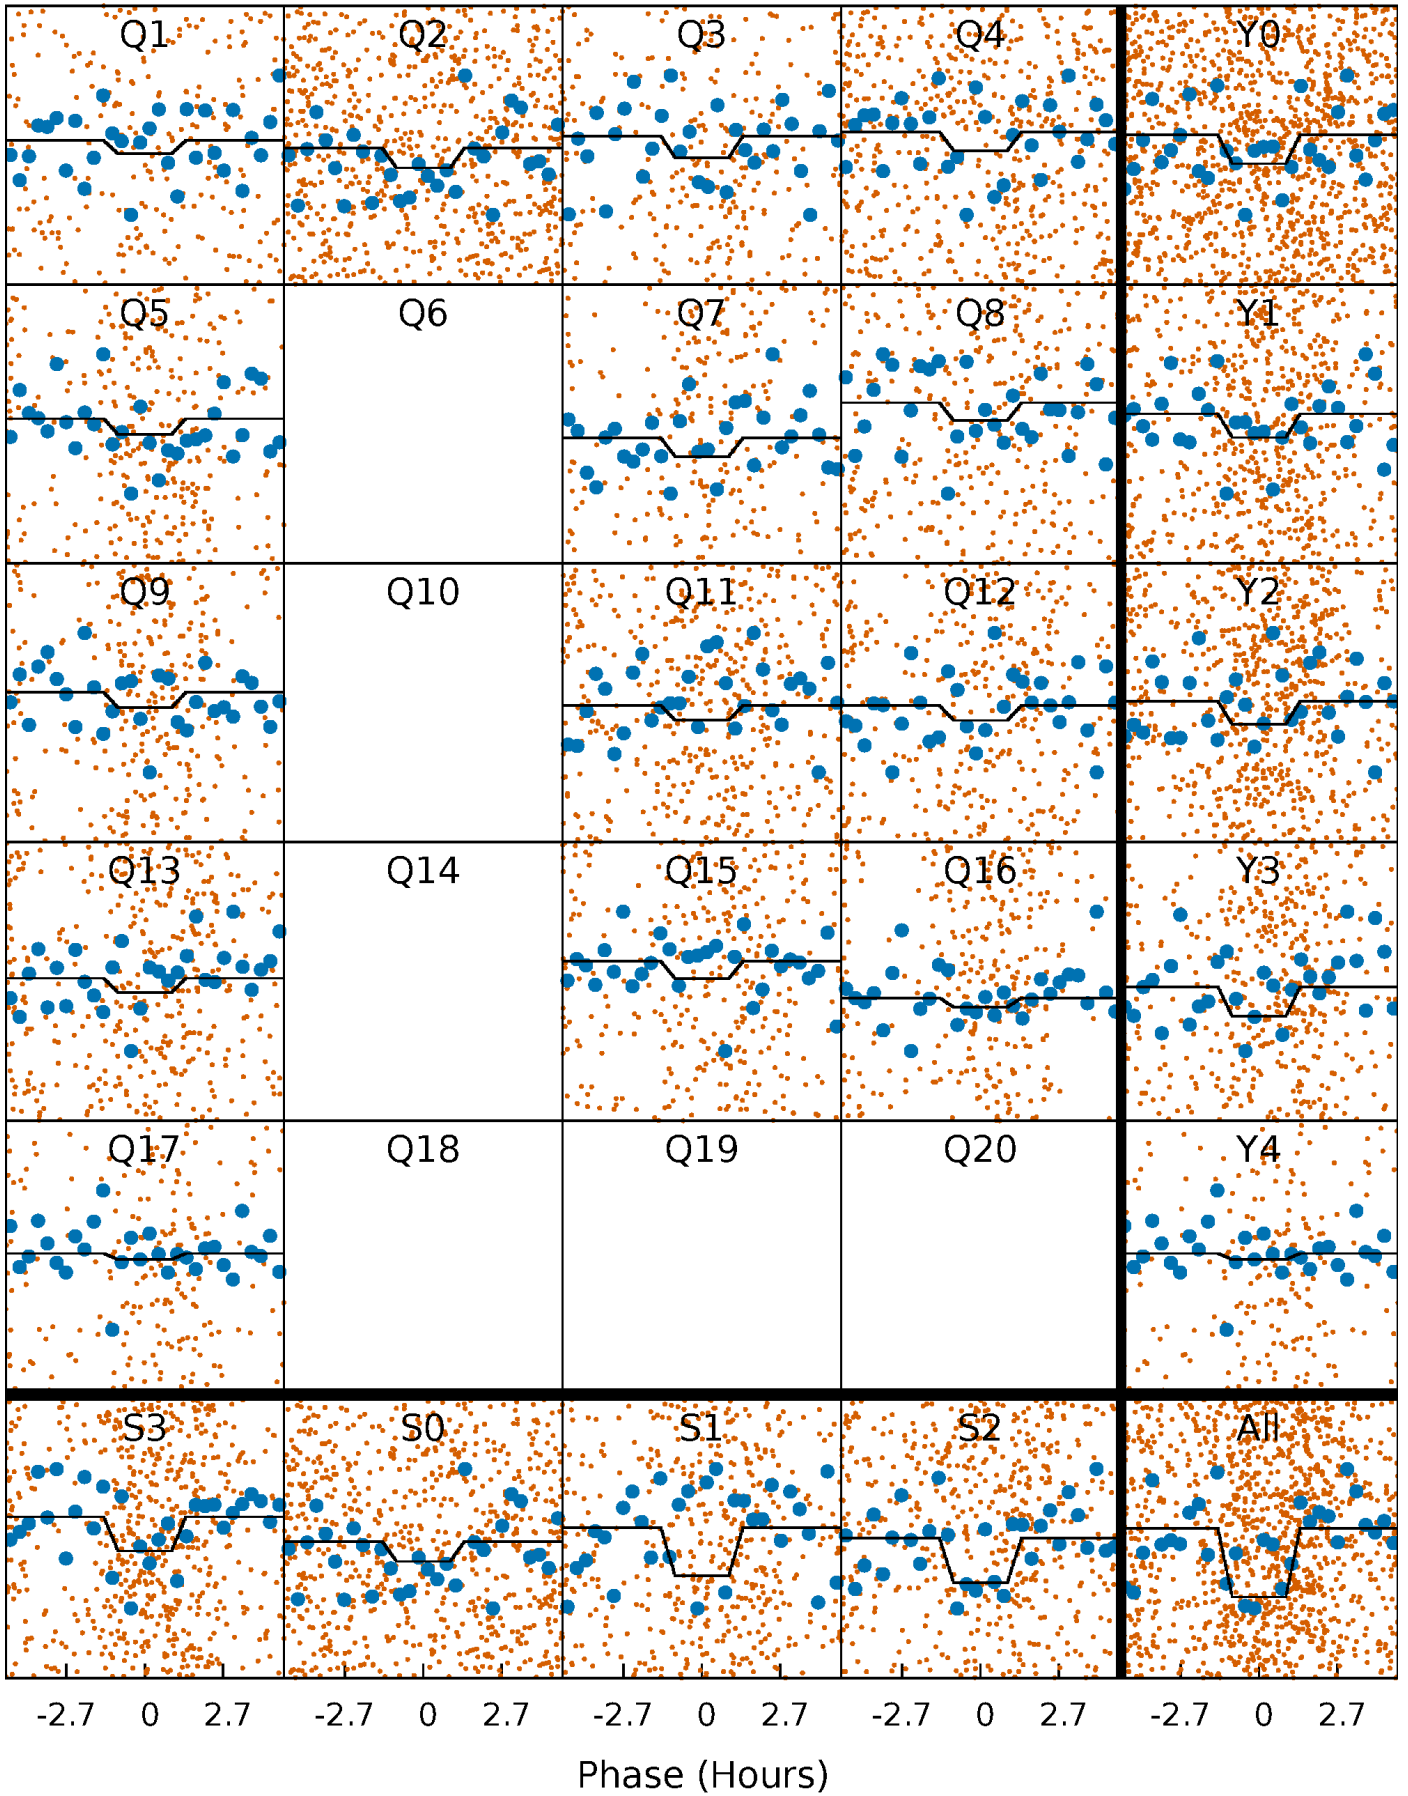 Q1 Q2 Q3 Q4 Y0
Q5 Q6 Q7 Q8 Y1
Q9 Q10 Q11 Q12 Y2
Q13 Q14 Q15 Q16 Y3
Q17 Q18 Q19 Q20 Y4
S3 S0 S1 S2 All
-2.7 0 2.7 -2.7 0 2.7 -2.7 0 2.7 -2.7 0 2.7 -2.7 0 2.7
Phase (Hours)